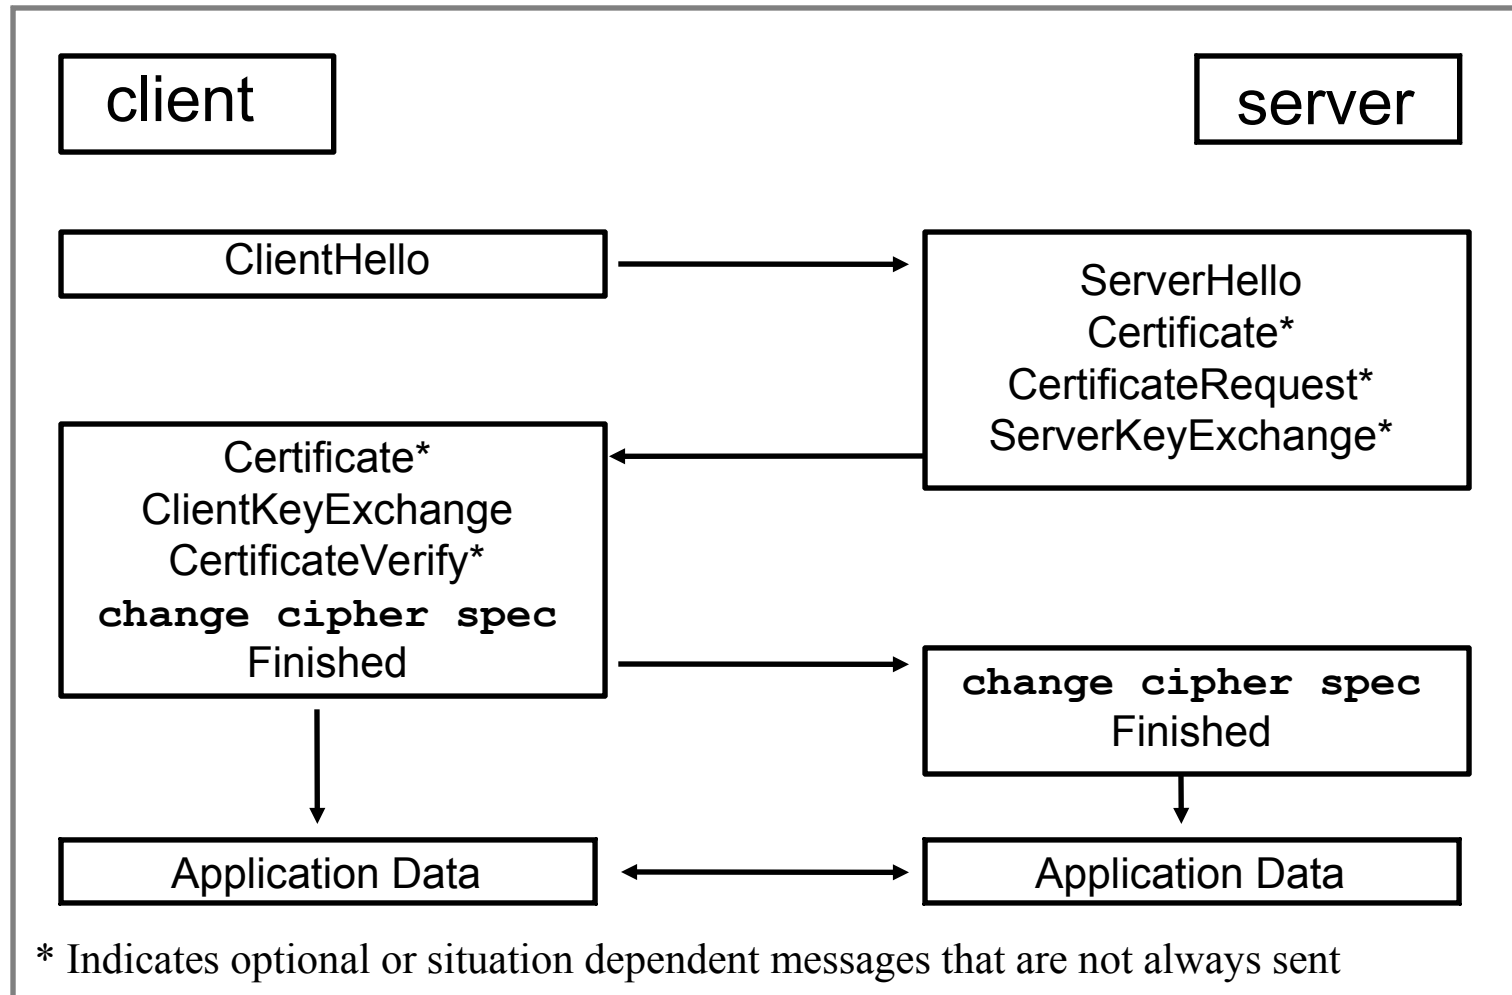 client
server
ClientHello
ServerHello
Certificate*
CertificateRequest*
ServerKeyExchange*
Certificate*
ClientKeyExchange
CertificateVerify*
change cipher spec
Finished
change cipher spec
Finished
Application Data
Application Data
* Indicates optional or situation dependent messages that are not always sent